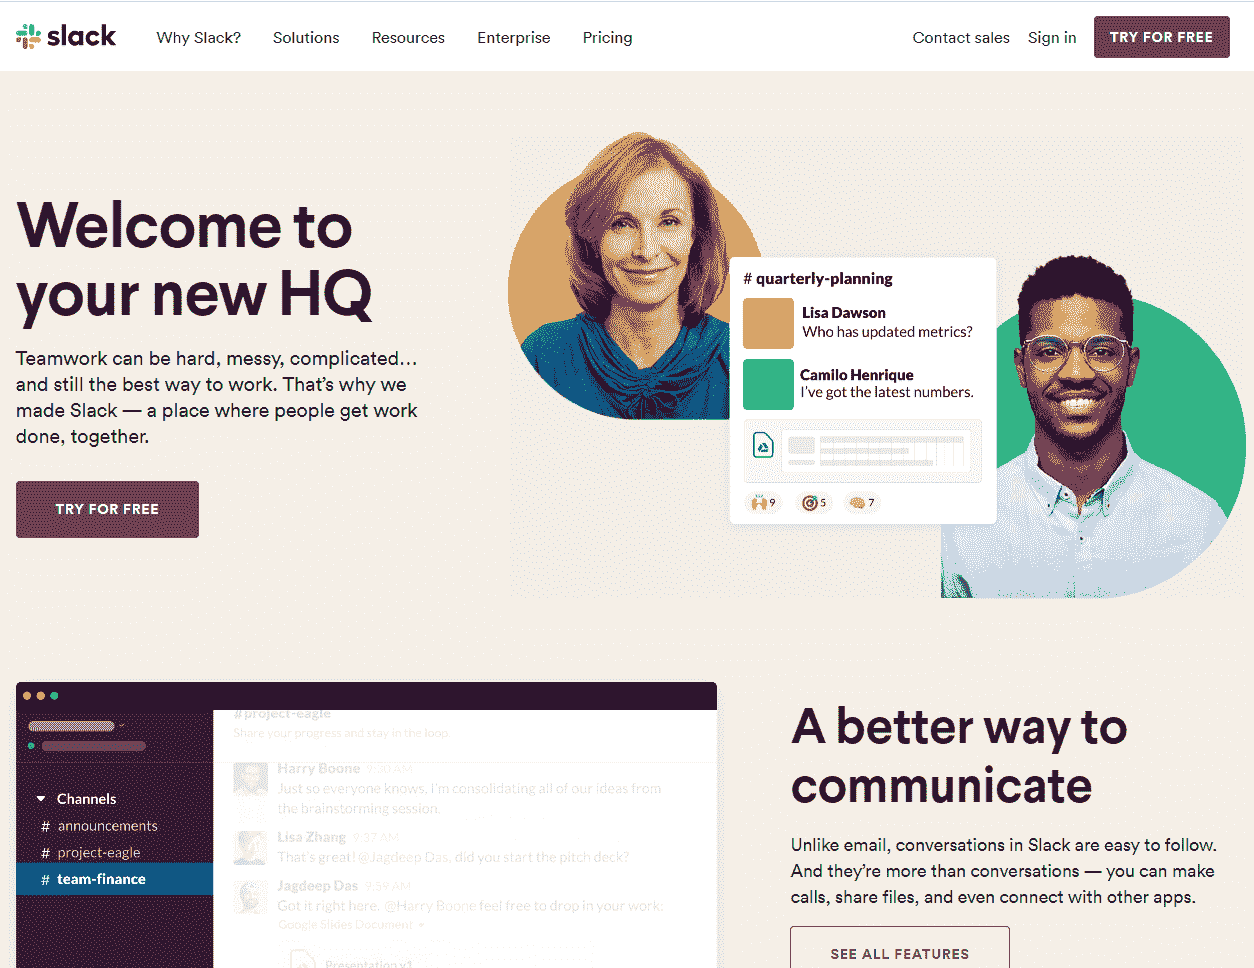 slack
Why Slack?
Solutions
Resources
Enterprise
Pricing
Contact sales
Sign in
TRY FOR FREE
Welcome to
your new HQ
Teamwork can be hard, messy, complicated…
and still the best way to work. That's why we
made Slack — a place where people get work
done, together.
TRY FOR FREE
# quarterly-planning
Lisa Dawson
Who has updated metrics?
Camilo Henrique
I've got the latest numbers.
9
5
7
Channels
# announcements
# project-eagle
# team-finance
#project-eagle
Share your progress and stay in the loop
Harry Boone 9:30 AM
Just so everyone knows, I'm consolidating all of our ideas from
the brainstorming session.
Lisa Zhang 9:37 AM
That's great! @Jagdeep Das, did you start the pitch deck?
Jagdeep Das 9:59 AM
Got it right here. @Harry Boone feel free to drop in your work:
Google Slides Document
Presentation v1
A better way to
communicate
Unlike email, conversations in Slack are easy to follow.
And they're more than conversations — you can make
calls, share files, and even connect with other apps.
SEE ALL FEATURES